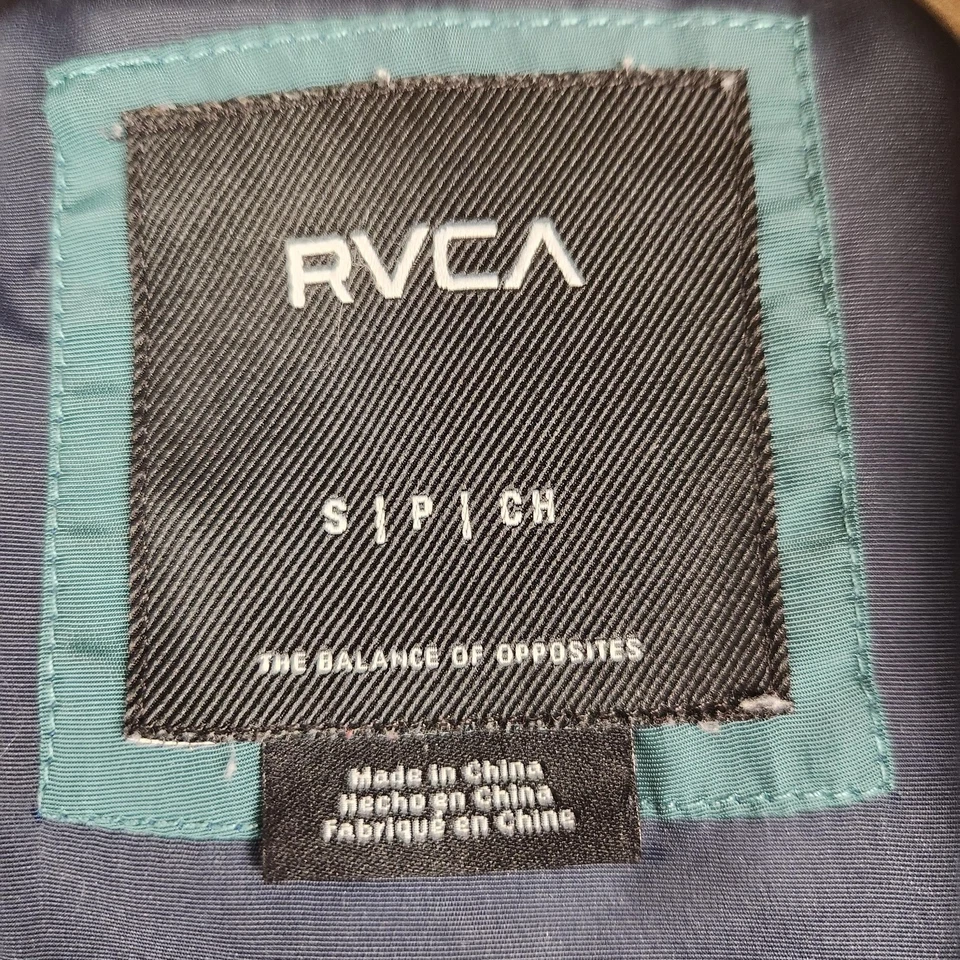 RVCA
S | P | CH
THE BALANCE OF OPPOSITES
Made in China
Hecho en China
Fabriqué en Chine